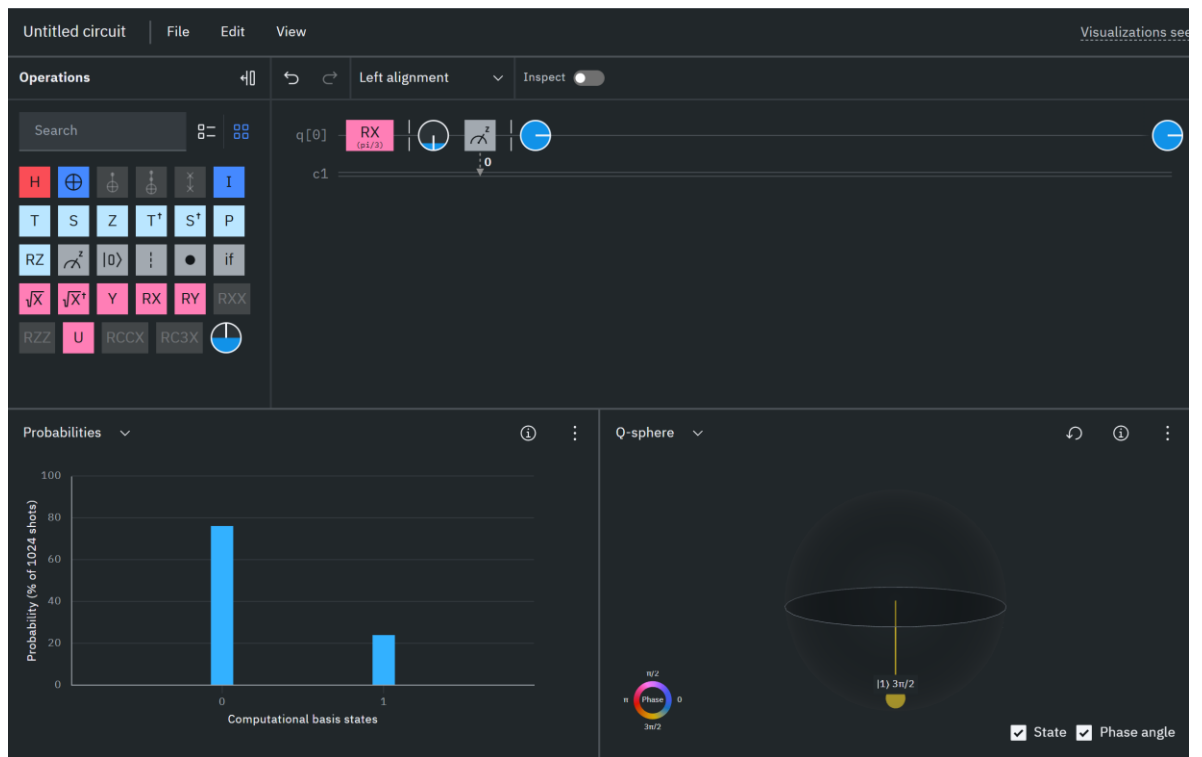 Untitled circuit File Edit View Visualizations see
Operations Left alignment Inspect
Search
H I
T S Z T† S† P
RZ z |0⟩ if
√X √X† Y RX RY RXX
RZZ U RCCX RC3X
q[0] RX z
(pi/3)
0
c1
Probabilities
Probability (% of 1024 shots)
100
80
60
40
20
0
0 1
Computational basis states
Q-sphere
|1⟩ 3π/2
π/2
π Phase 0
3π/2
State Phase angle